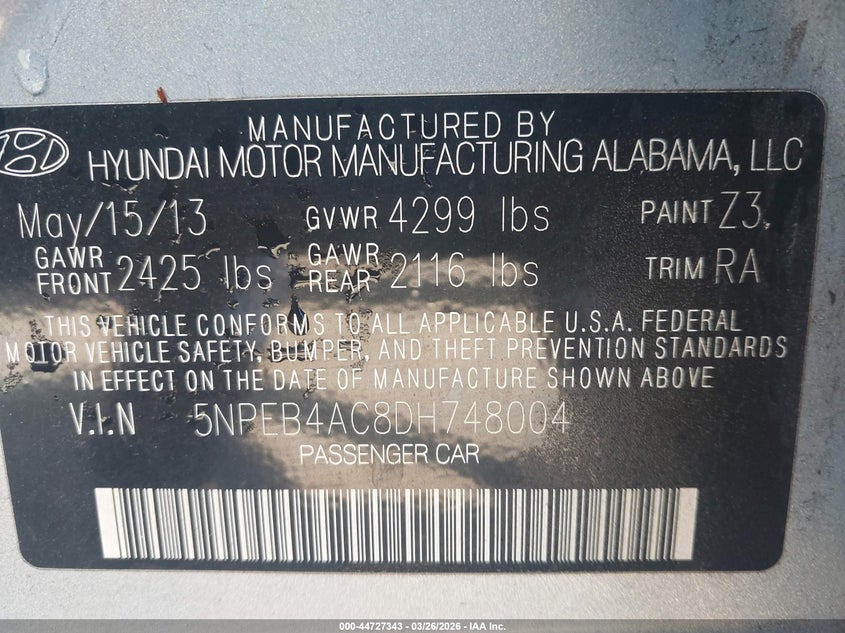 MANUFACTURED BY
HYUNDAI MOTOR MANUFACTURING ALABAMA, LLC
May/15/13 GVWR 4299 lbs PAINT Z3
GAWR FRONT 2425 lbs GAWR REAR 2116 lbs TRIM RA
THIS VEHICLE CONFORMS TO ALL APPLICABLE U.S.A. FEDERAL
MOTOR VEHICLE SAFETY, BUMPER, AND THEFT PREVENTION STANDARDS
IN EFFECT ON THE DATE OF MANUFACTURE SHOWN ABOVE
V.I.N 5NPEB4AC8DH748004
PASSENGER CAR
000-44727343 | 03/26/2026 - IAA Inc.